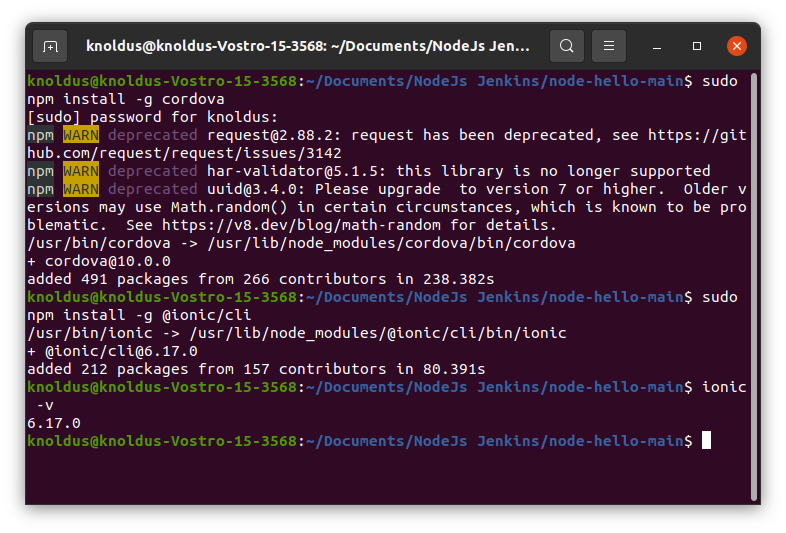 knoldus@knoldus-Vostro-15-3568: ~/Documents/NodeJs Jen...
knoldus@knoldus-Vostro-15-3568:~/Documents/NodeJs Jenkins/node-hello-main$ sudo
npm install -g cordova
[sudo] password for knoldus:
npm WARN deprecated request@2.88.2: request has been deprecated, see https://git
hub.com/request/request/issues/3142
npm WARN deprecated har-validator@5.1.5: this library is no longer supported
npm WARN deprecated uuid@3.4.0: Please upgrade  to version 7 or higher.  Older v
ersions may use Math.random() in certain circumstances, which is known to be pro
blematic.  See https://v8.dev/blog/math-random for details.
/usr/bin/cordova -> /usr/lib/node_modules/cordova/bin/cordova
+ cordova@10.0.0
added 491 packages from 266 contributors in 238.382s
knoldus@knoldus-Vostro-15-3568:~/Documents/NodeJs Jenkins/node-hello-main$ sudo
npm install -g @ionic/cli
/usr/bin/ionic -> /usr/lib/node_modules/@ionic/cli/bin/ionic
+ @ionic/cli@6.17.0
added 212 packages from 157 contributors in 80.391s
knoldus@knoldus-Vostro-15-3568:~/Documents/NodeJs Jenkins/node-hello-main$ ionic
 -v
6.17.0
knoldus@knoldus-Vostro-15-3568:~/Documents/NodeJs Jenkins/node-hello-main$